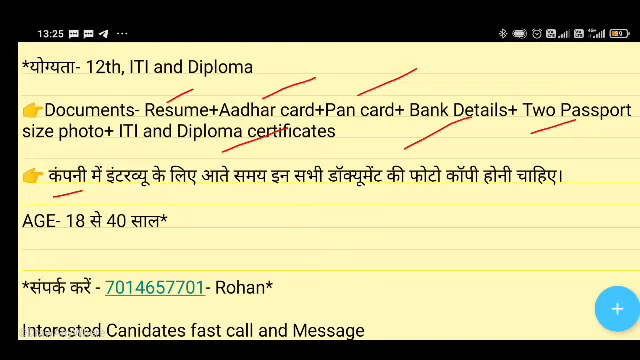 13:25
*योग्यता- 12th, ITI and Diploma
👉Documents- Resume+Aadhar card+Pan card+ Bank Details+ Two Passport
size photo+ ITI and Diploma certificates
👉 कंपनी में इंटरव्यू के लिए आते समय इन सभी डॉक्यूमेंट की फोटो कॉपी होनी चाहिए।
AGE- 18 से 40 साल*
*संपर्क करें - 7014657701- Rohan*
Interested Canidates fast call and Message